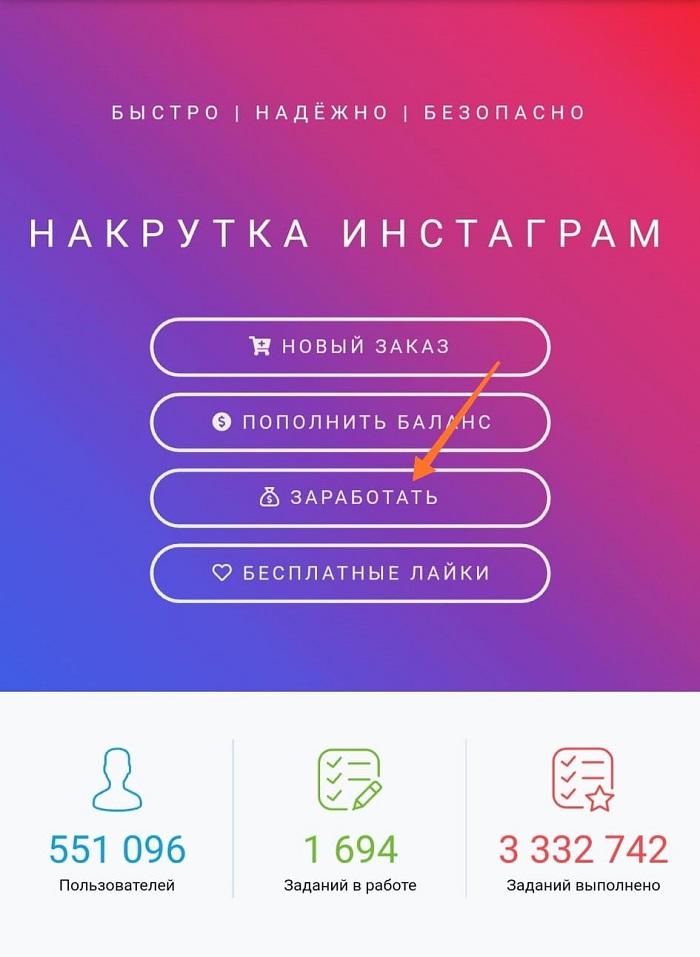 БЫСТРО | НАДЁЖНО | БЕЗОПАСНО
НАКРУТКА ИНСТАГРАМ
НОВЫЙ ЗАКАЗ
ПОПОЛНИТЬ БАЛАНС
ЗАРАБОТАТЬ
БЕСПЛАТНЫЕ ЛАЙКИ
551 096 1 694 3 332 742
Пользователей Заданий в работе Заданий выполнено